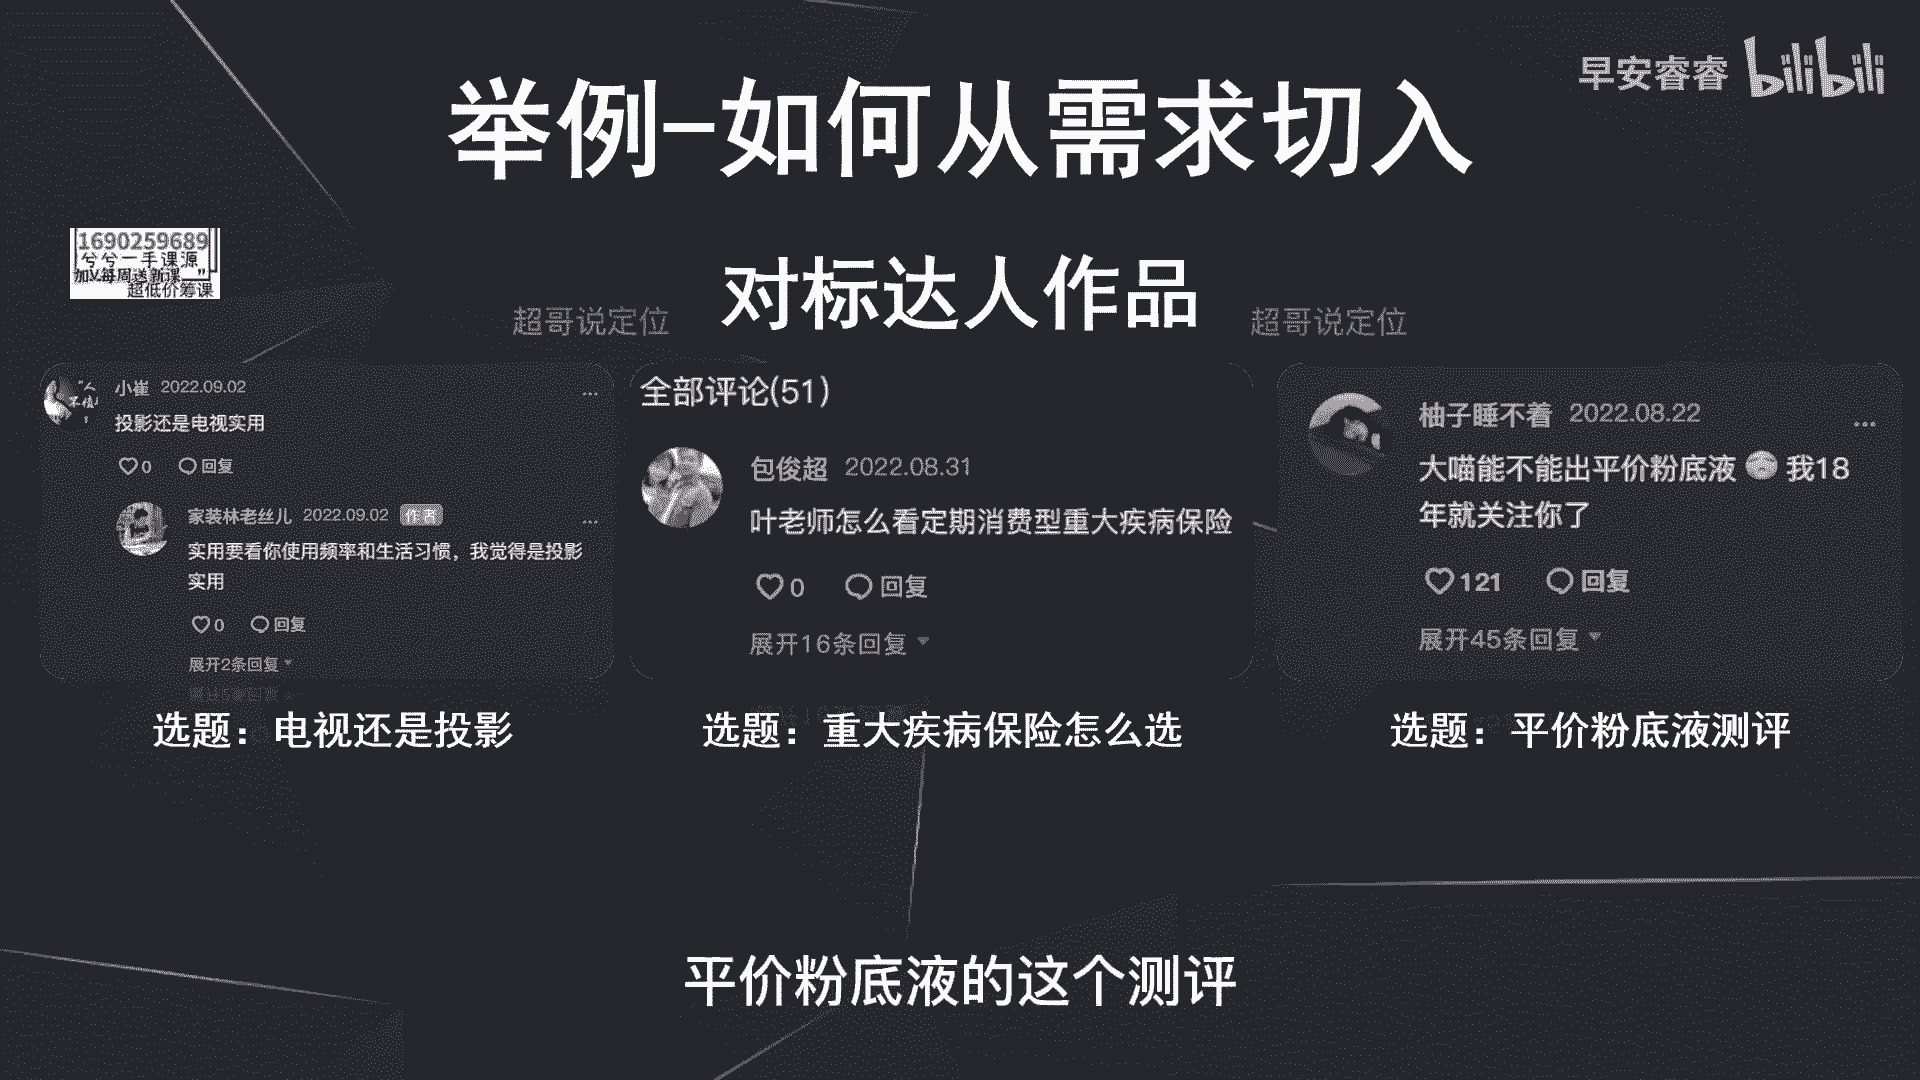 早安睿睿 bilibili
举例-如何从需求切入
1690259689
兮兮一手课源
加V每周送新课
超低价筹课
对标达人作品
超哥说定位
超哥说定位
小崔 2022.09.02
投影还是电视实用
0 回复
家装林老丝儿 2022.09.02 作者
实用要看你使用频率和生活习惯，我觉得是投影
实用
0 回复
展开2条回复
选题：电视还是投影
全部评论(51)
包俊超 2022.08.31
叶老师怎么看定期消费型重大疾病保险
0 回复
展开16条回复
选题：重大疾病保险怎么选
柚子睡不着 2022.08.22
大喵能不能出平价粉底液 我18
年就关注你了
121 回复
展开45条回复
选题：平价粉底液测评
平价粉底液的这个测评